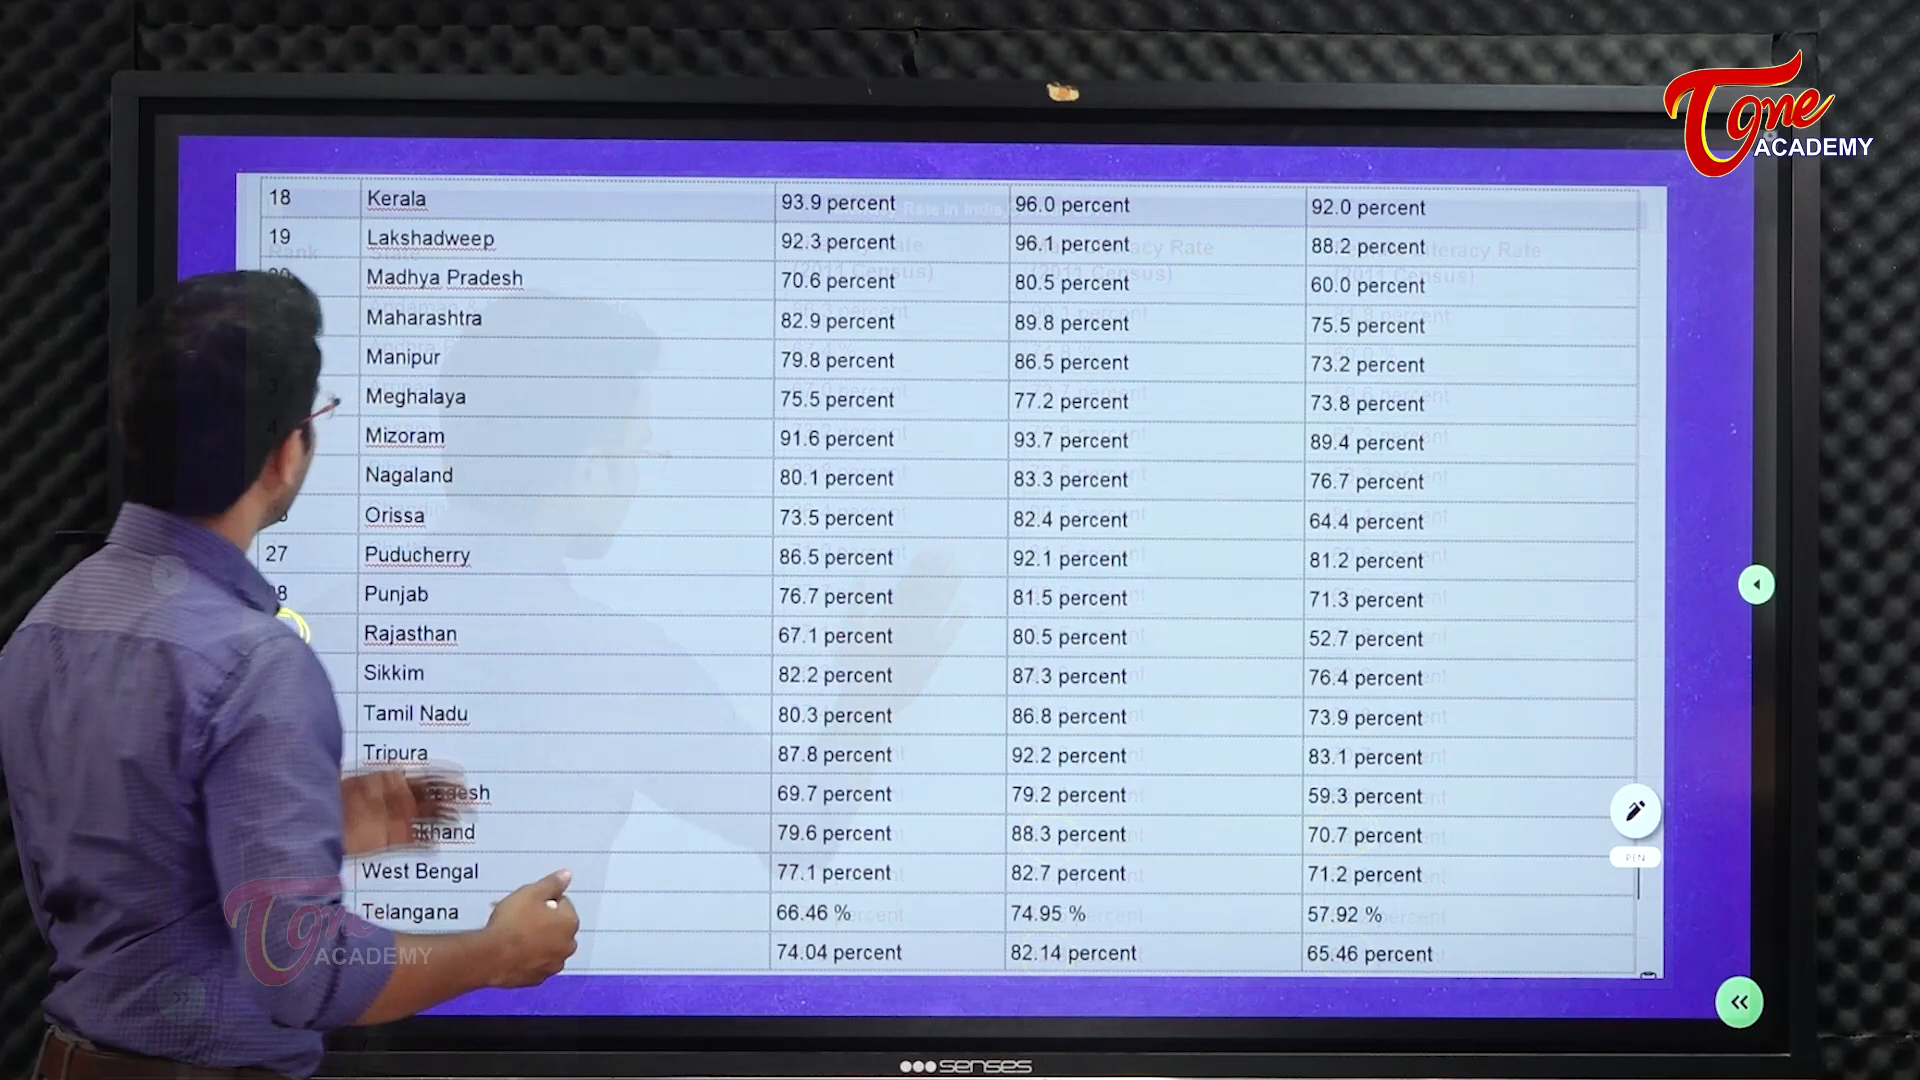 Tone
ACADEMY
18 Kerala 93.9 percent 96.0 percent 92.0 percent
19 Lakshadweep 92.3 percent 96.1 percent 88.2 percent
Madhya Pradesh 70.6 percent 80.5 percent 60.0 percent
Maharashtra 82.9 percent 89.8 percent 75.5 percent
Manipur 79.8 percent 86.5 percent 73.2 percent
Meghalaya 75.5 percent 77.2 percent 73.8 percent
Mizoram 91.6 percent 93.7 percent 89.4 percent
Nagaland 80.1 percent 83.3 percent 76.7 percent
Orissa 73.5 percent 82.4 percent 64.4 percent
27 Puducherry 86.5 percent 92.1 percent 81.2 percent
Punjab 76.7 percent 81.5 percent 71.3 percent
Rajasthan 67.1 percent 80.5 percent 52.7 percent
Sikkim 82.2 percent 87.3 percent 76.4 percent
Tamil Nadu 80.3 percent 86.8 percent 73.9 percent
Tripura 87.8 percent 92.2 percent 83.1 percent
69.7 percent 79.2 percent 59.3 percent
79.6 percent 88.3 percent 70.7 percent
PEN
West Bengal 77.1 percent 82.7 percent 71.2 percent
Telangana 66.46 % 74.95 % 57.92 %
74.04 percent 82.14 percent 65.46 percent
Tone
ACADEMY
senses